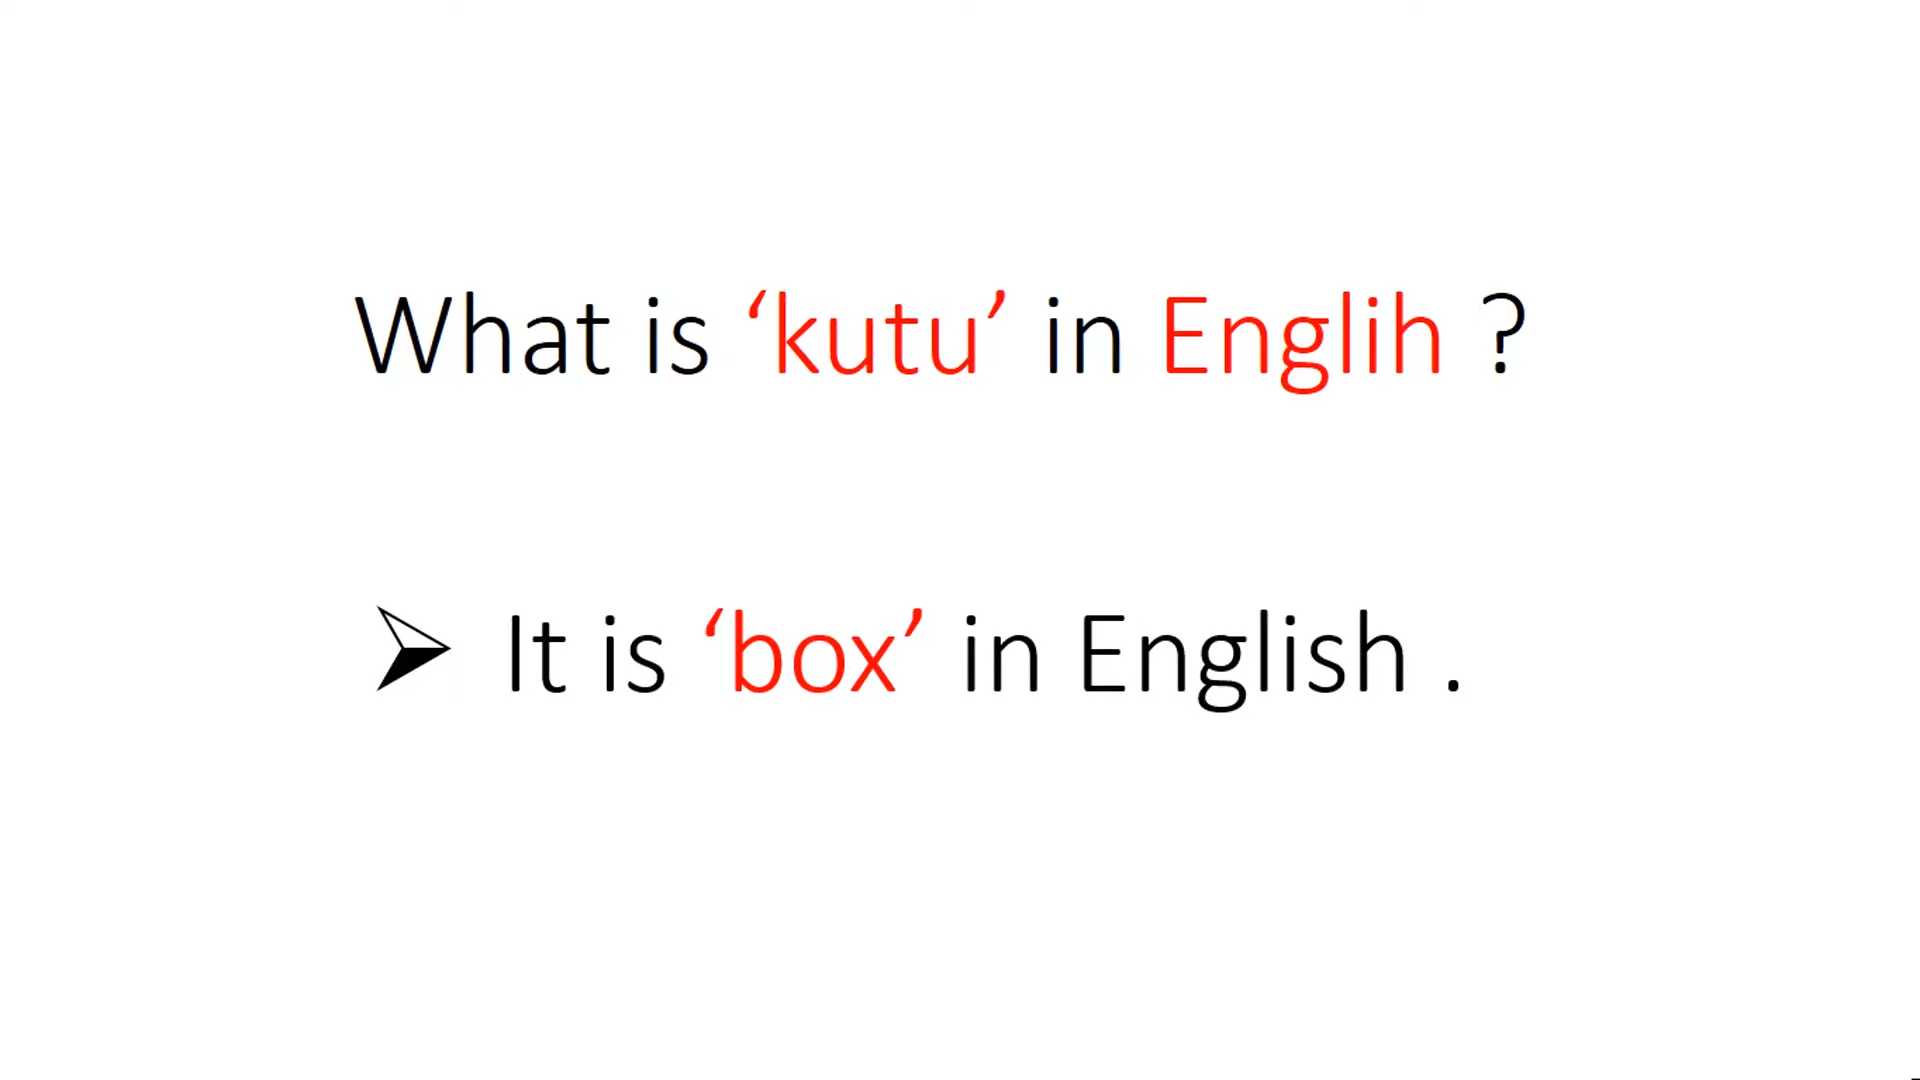 What is ‘kutu’ in Englih ?
➢ It is ‘box’ in English .